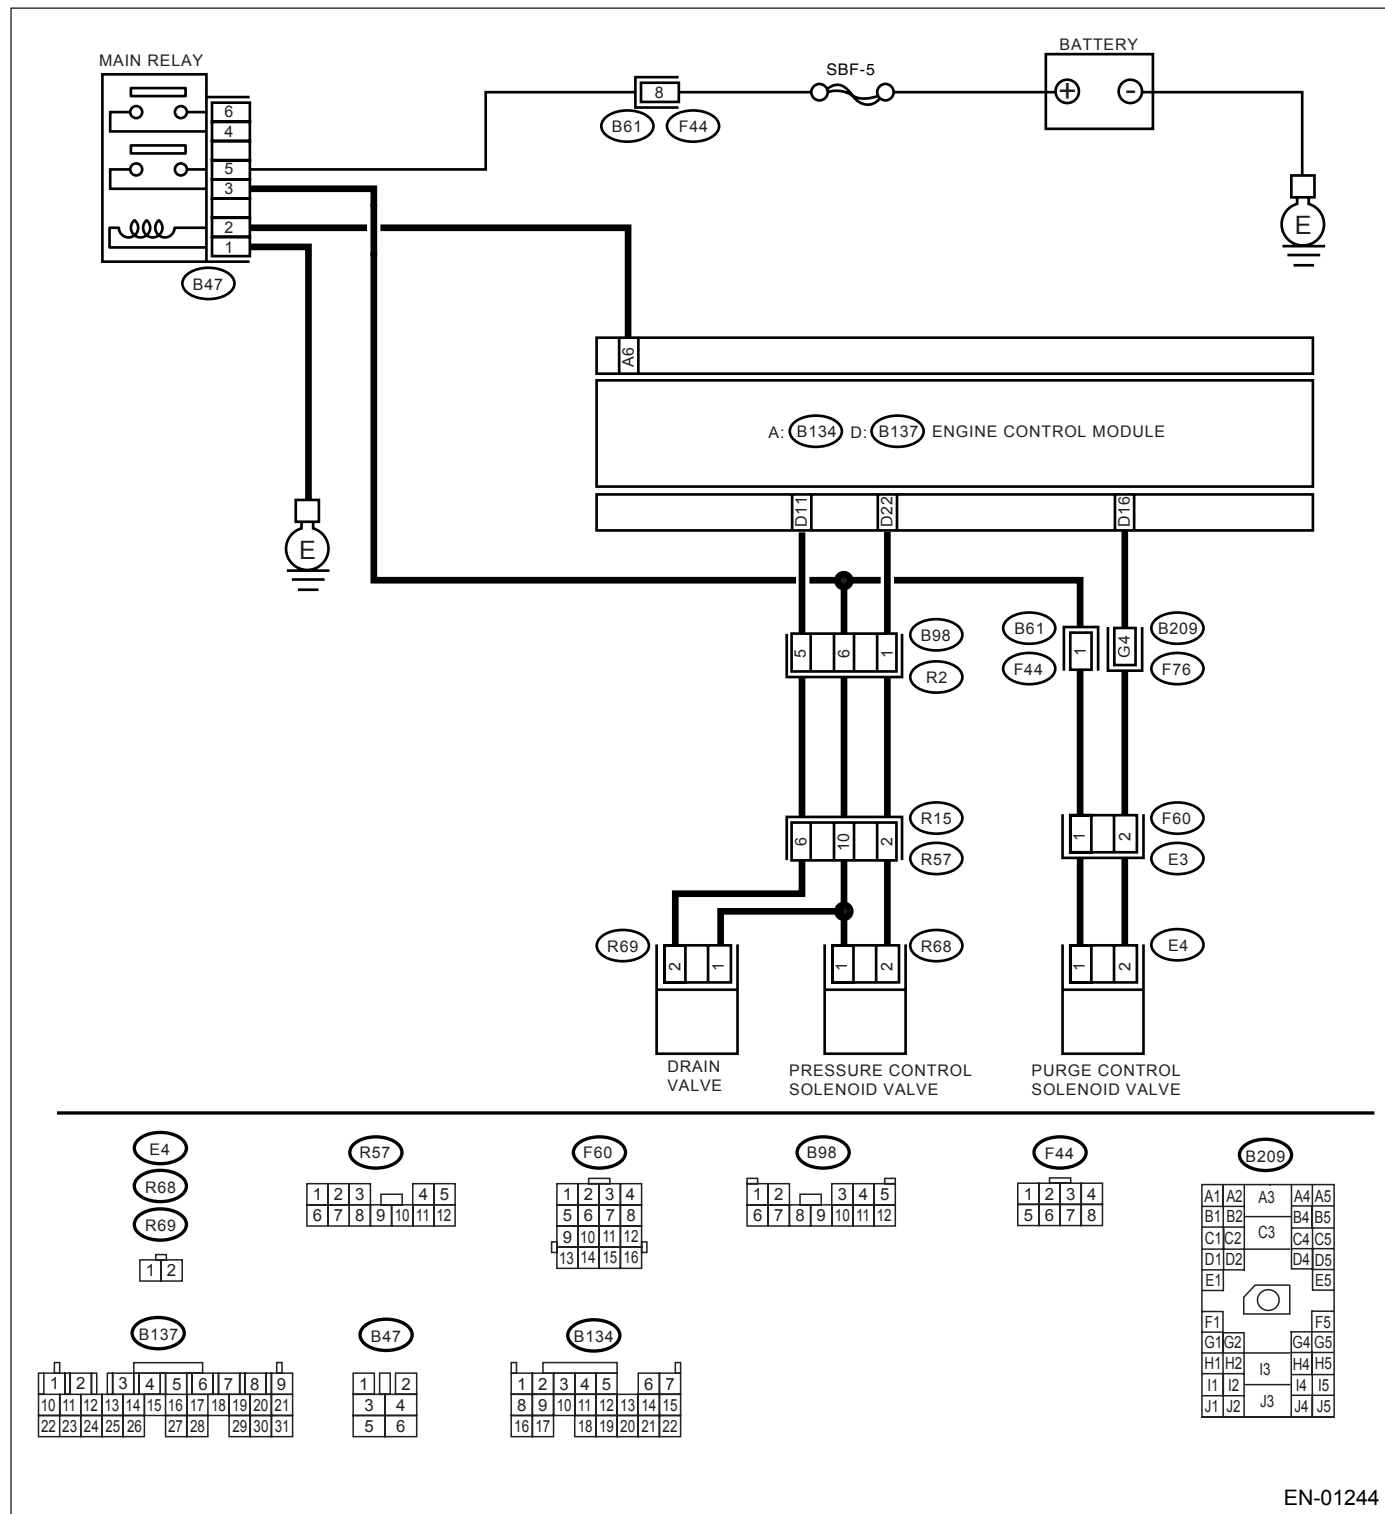 BATTERY
MAIN RELAY
SBF-5
8
B61 F44
6
4
5
3
2
1
B47
E
A6
A: B134 D: B137 ENGINE CONTROL MODULE
D11 D22 D16
E
5 6 1
B98
R2
B61
F44
1
G4
B209
F76
6 10 2
R15
R57
1 2
F60
E3
R69
2 1
1 2
R68
1 2
E4
DRAIN
VALVE
PRESSURE CONTROL
SOLENOID VALVE
PURGE CONTROL
SOLENOID VALVE
E4
R68
R69
1 2
R57
1 2 3 4 5
6 7 8 9 10 11 12
F60
1 2 3 4
5 6 7 8
9 10 11 12
13 14 15 16
B98
1 2 3 4 5
6 7 8 9 10 11 12
F44
1 2 3 4
5 6 7 8
B209
A1 A2 A3 A4 A5
B1 B2 B4 B5
C1 C2 C3 C4 C5
D1 D2 D4 D5
E1 E5
F1 F5
G1 G2 G4 G5
H1 H2 H4 H5
I1 I2 I3 I4 I5
J1 J2 J3 J4 J5
B137
1 2 3 4 5 6 7 8 9
10 11 12 13 14 15 16 17 18 19 20 21
22 23 24 25 26 27 28 29 30 31
B47
1 2
3 4
5 6
B134
1 2 3 4 5 6 7
8 9 10 11 12 13 14 15
16 17 18 19 20 21 22
EN-01244